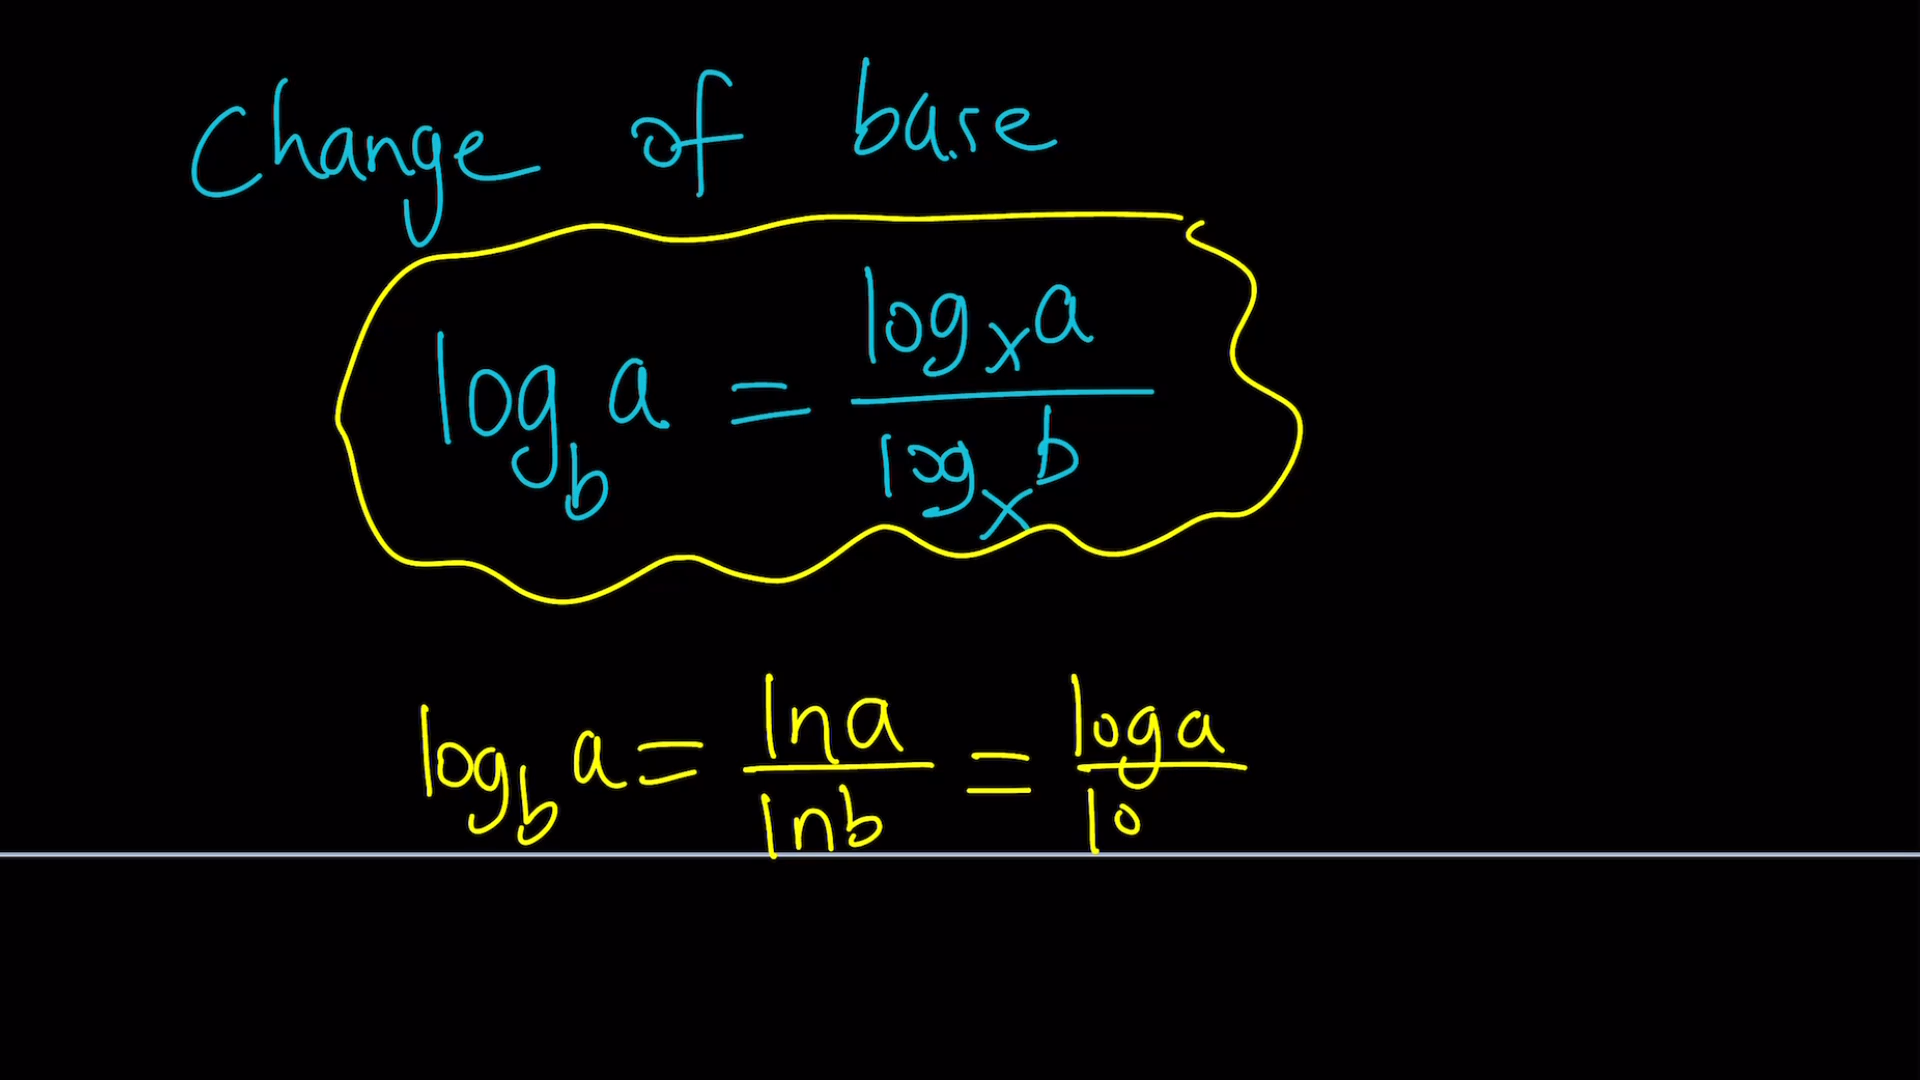 Change of base
log_b a = log_x a / log_x b
log_b a = ln a / ln b = log a / lo